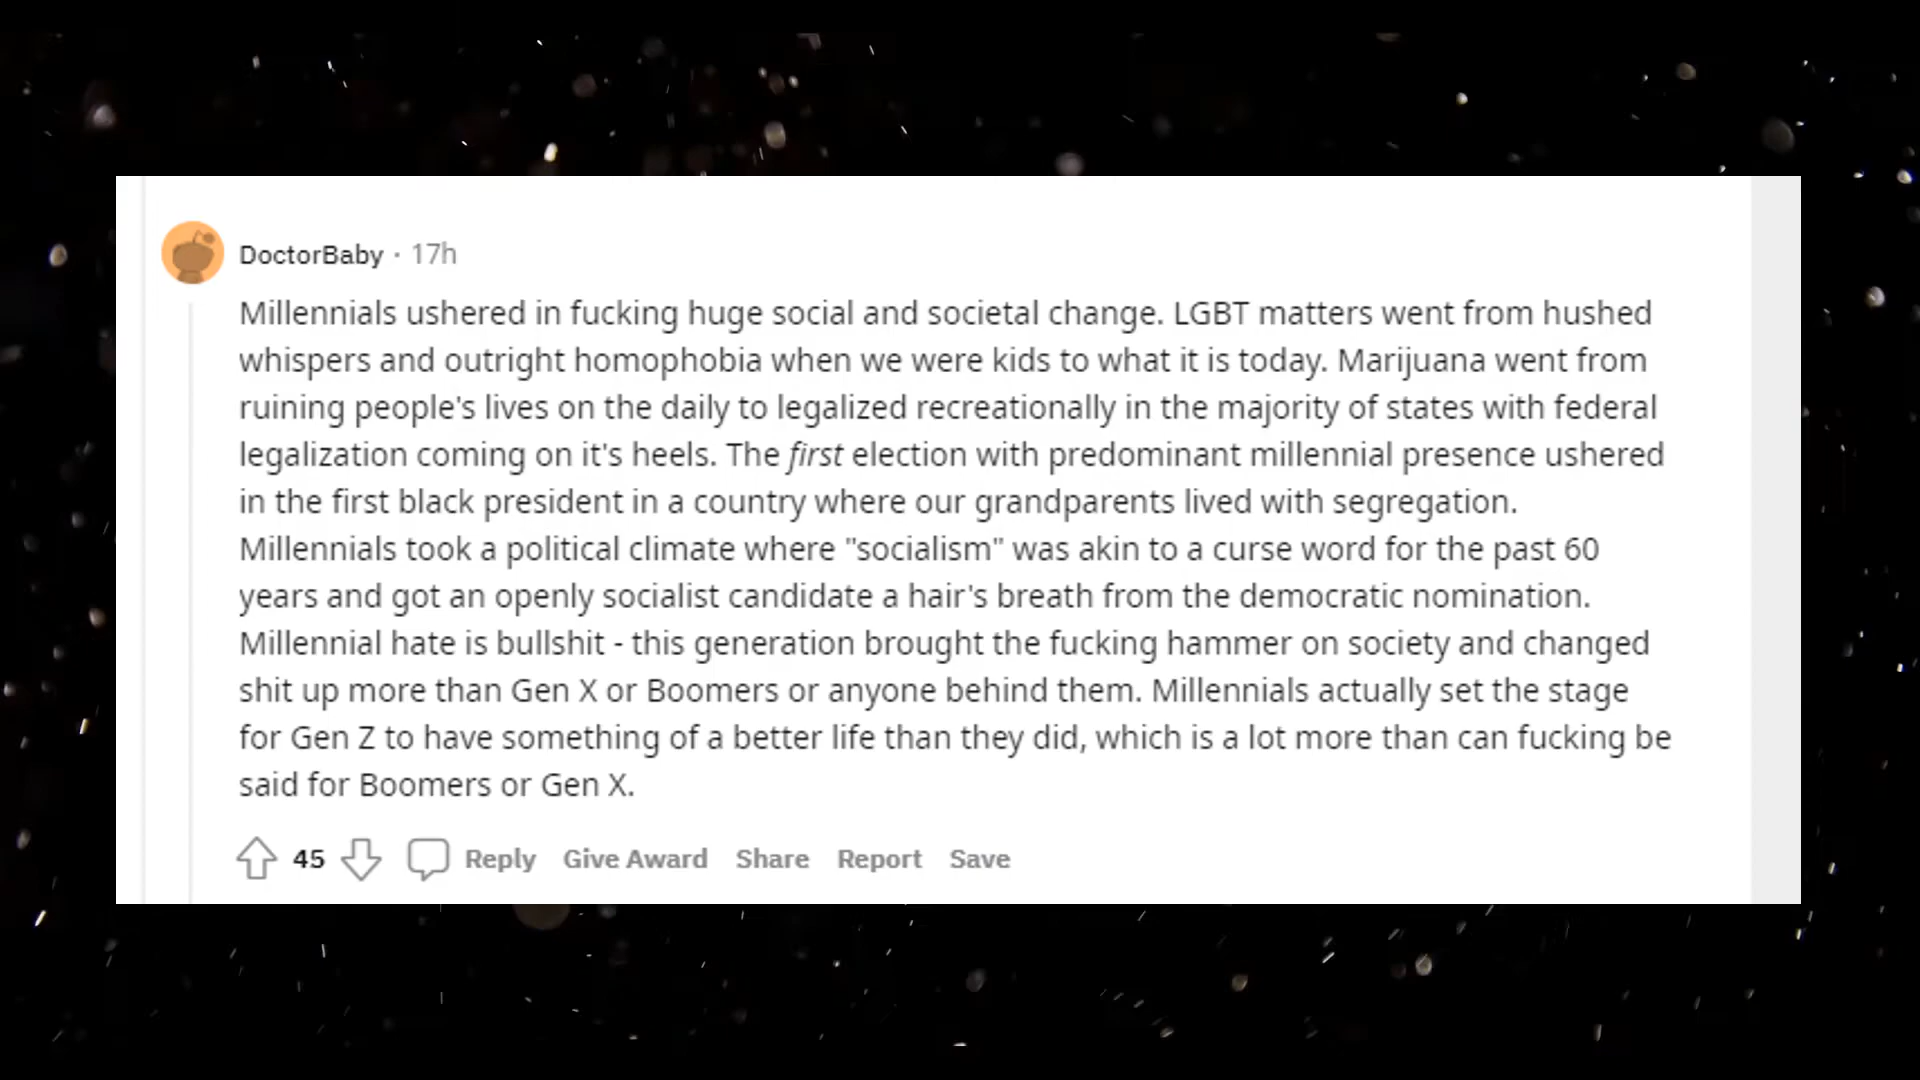 DoctorBaby · 17h
Millennials ushered in fucking huge social and societal change. LGBT matters went from hushed
whispers and outright homophobia when we were kids to what it is today. Marijuana went from
ruining people's lives on the daily to legalized recreationally in the majority of states with federal
legalization coming on it's heels. The first election with predominant millennial presence ushered
in the first black president in a country where our grandparents lived with segregation.
Millennials took a political climate where "socialism" was akin to a curse word for the past 60
years and got an openly socialist candidate a hair's breath from the democratic nomination.
Millennial hate is bullshit - this generation brought the fucking hammer on society and changed
shit up more than Gen X or Boomers or anyone behind them. Millennials actually set the stage
for Gen Z to have something of a better life than they did, which is a lot more than can fucking be
said for Boomers or Gen X.
45 Reply Give Award Share Report Save